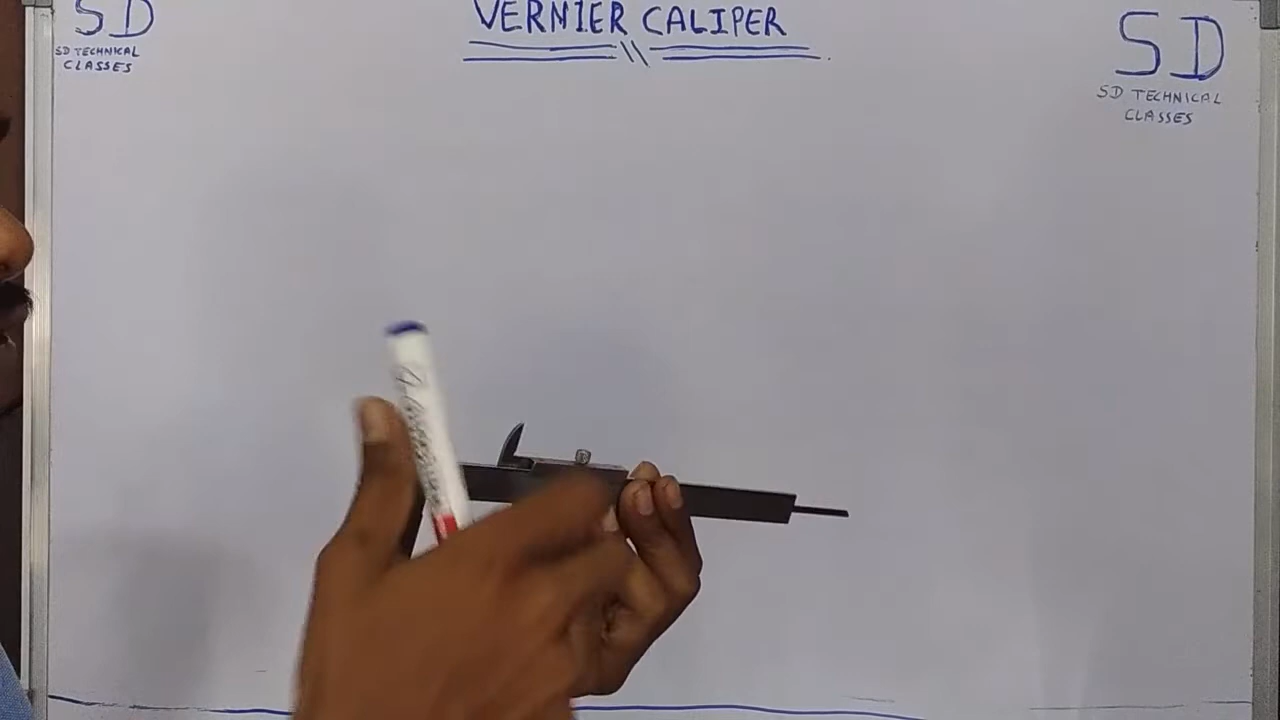 SD
SD TECHNICAL
CLASSES
VERNIER CALIPER
SD
SD TECHNICAL
CLASSES